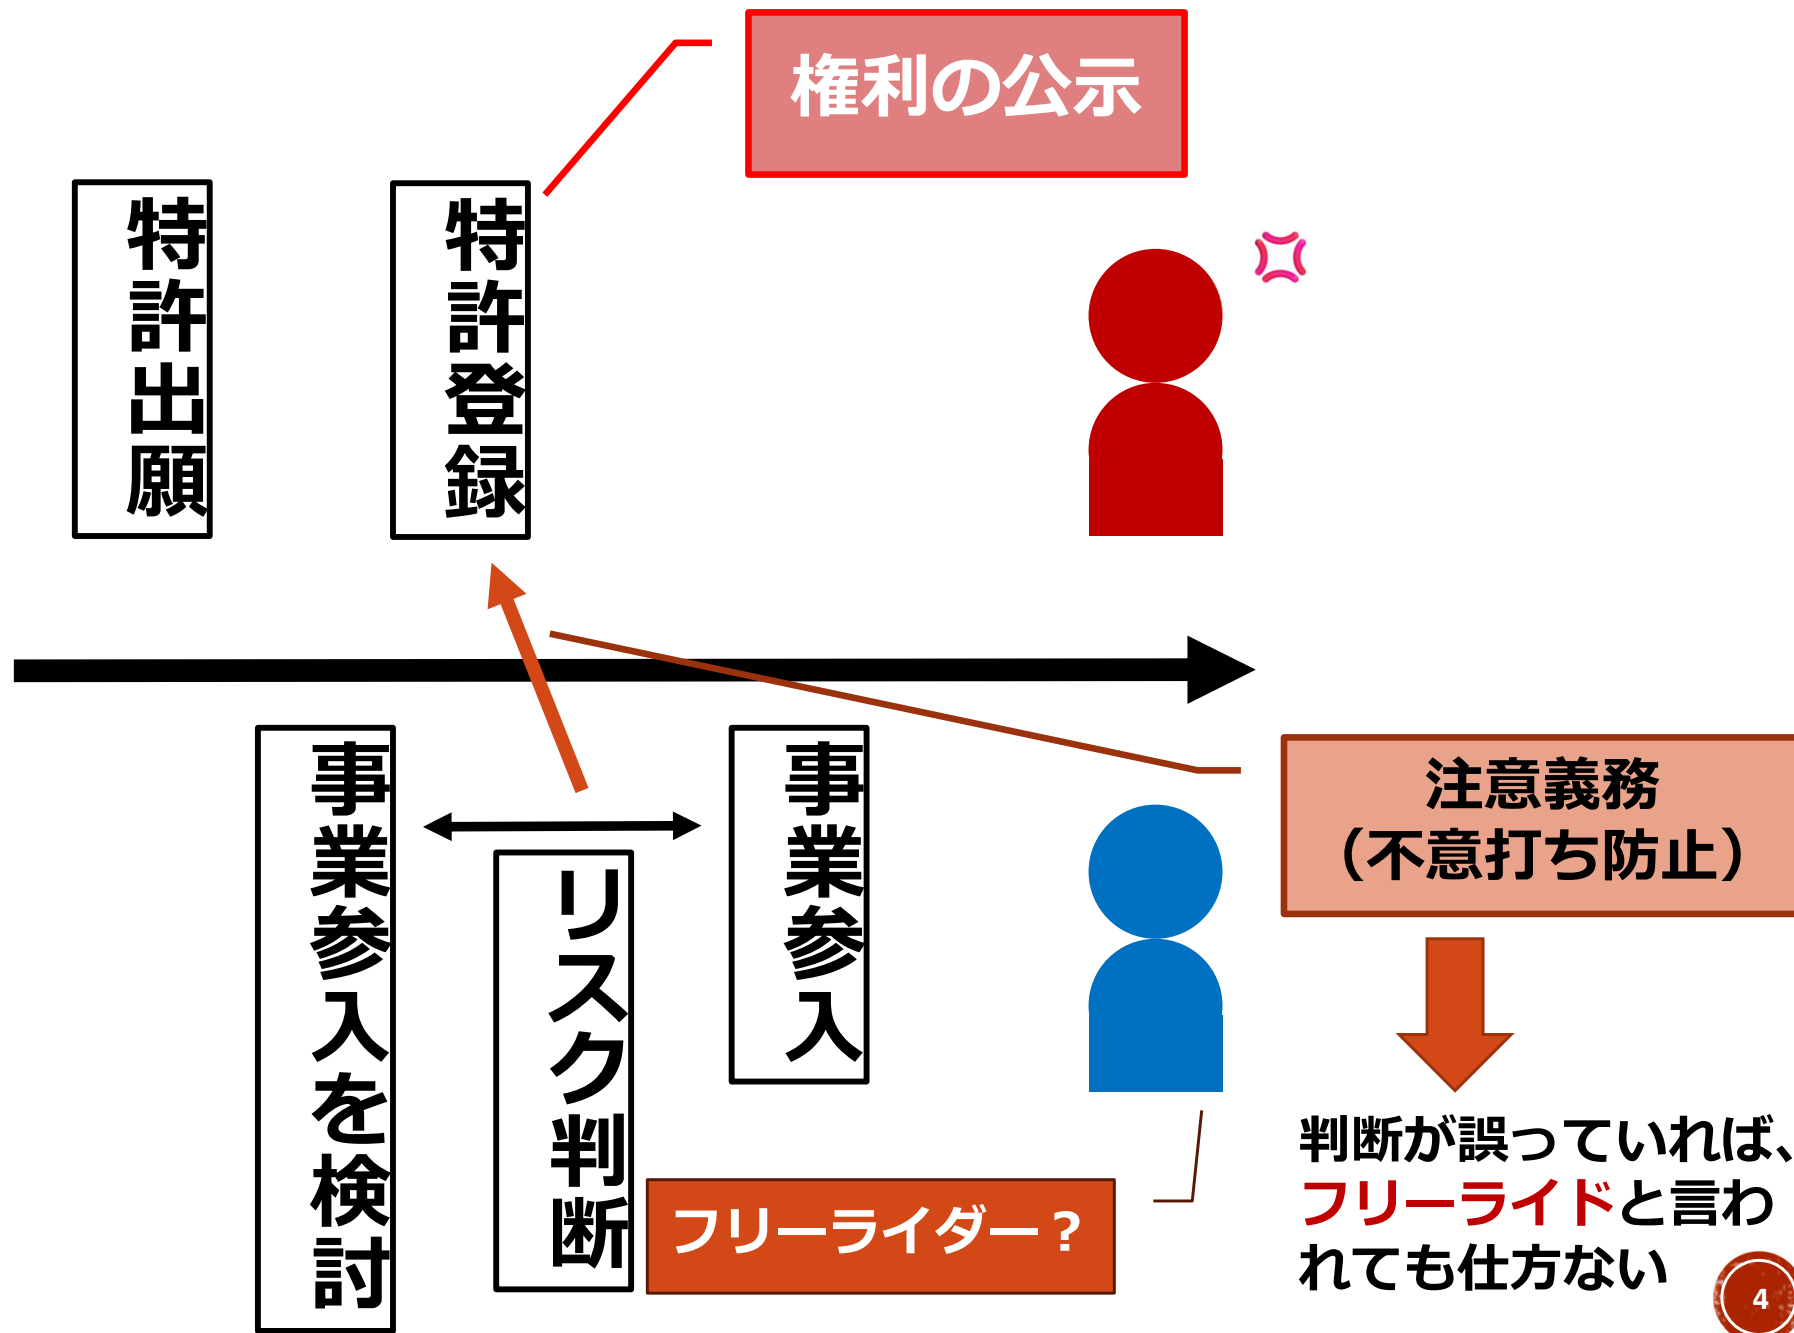 権利の公示
特許出願
特許登録
事業参入を検討
リスク判断
事業参入
注意義務
（不意打ち防止）
フリーライダー？
判断が誤っていれば、
フリーライドと言わ
れても仕方ない
4